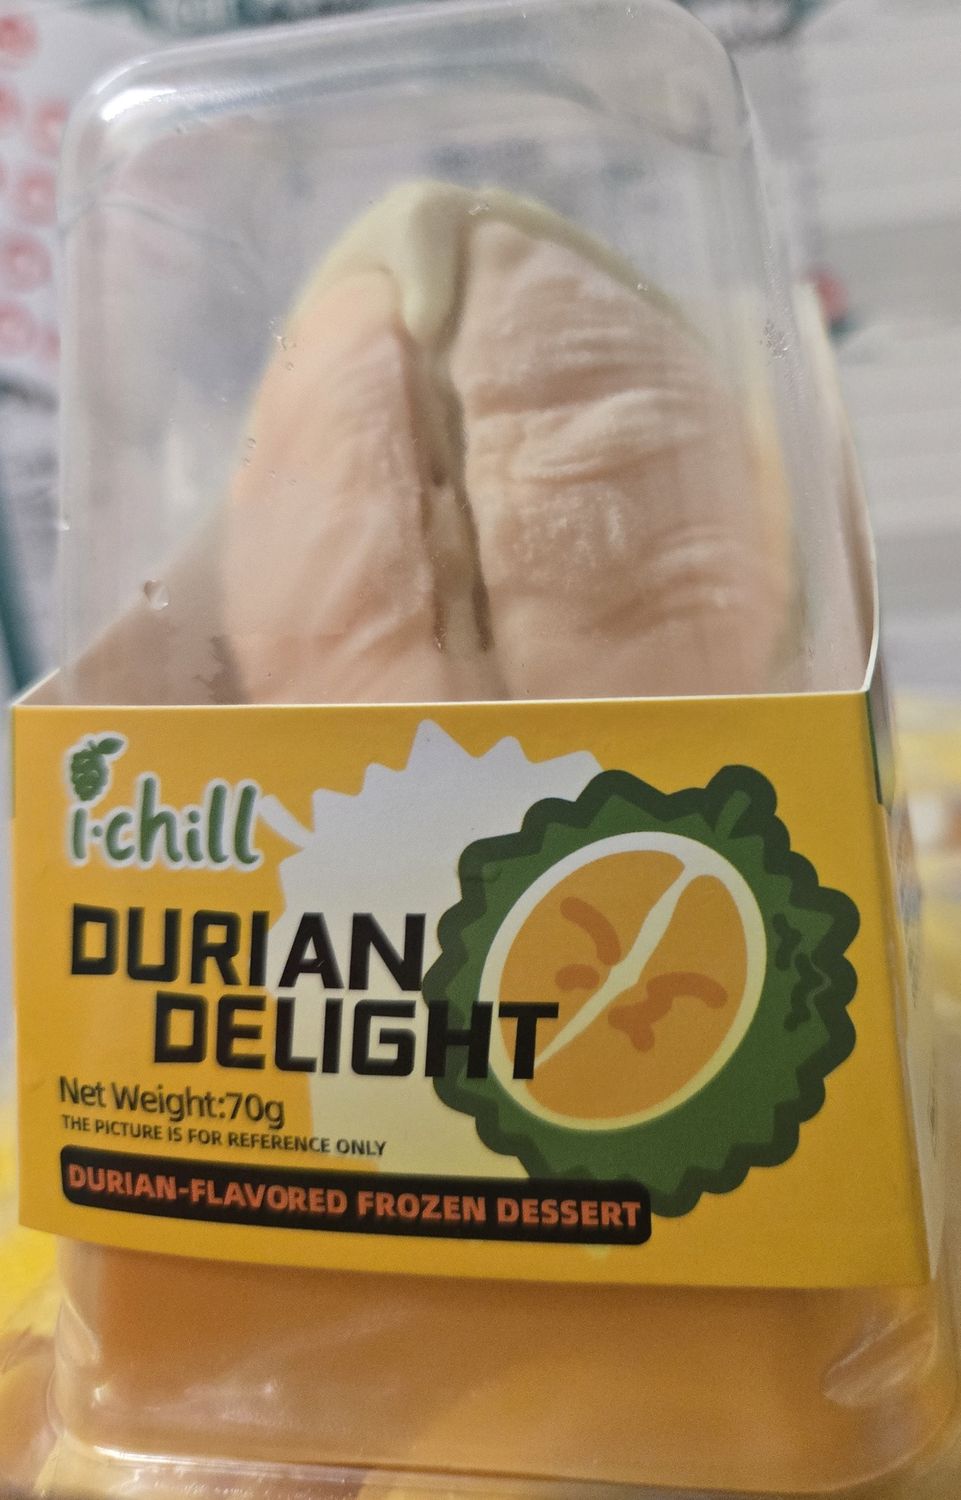 i·chill
DURIAN
DELIGHT
Net Weight:70g
THE PICTURE IS FOR REFERENCE ONLY
DURIAN-FLAVORED FROZEN DESSERT